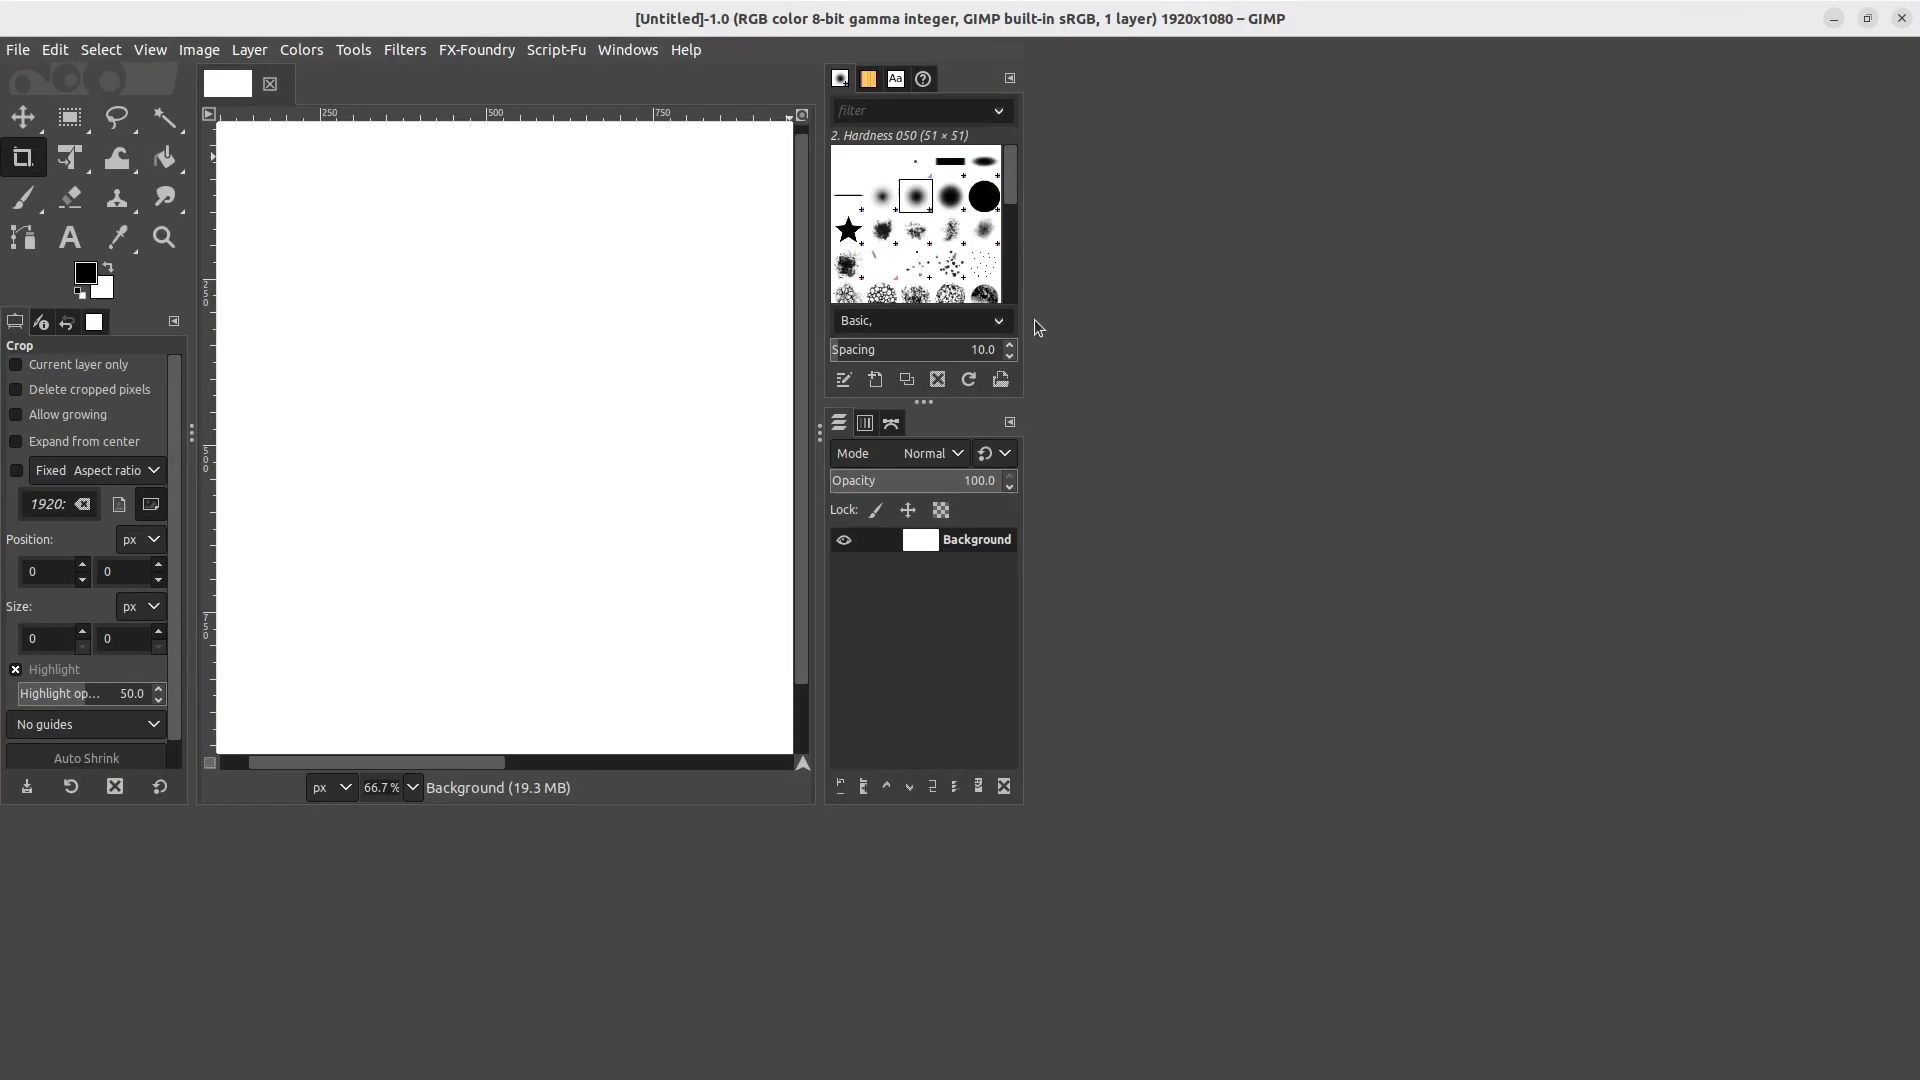 [Untitled]-1.0 (RGB color 8-bit gamma integer, GIMP built-in sRGB, 1 layer) 1920x1080 – GIMP
File Edit Select View Image Layer Colors Tools Filters FX-Foundry Script-Fu Windows Help
Aa
250 500 750
filter
2. Hardness 050 (51 × 51)
250
500
750
Basic,
Spacing 10.0
Crop
Current layer only
Delete cropped pixels
Allow growing
Expand from center
Fixed Aspect ratio
1920:
Position: px
0 0
Size: px
0 0
Highlight
Highlight op... 50.0
No guides
Auto Shrink
Mode Normal
Opacity 100.0
Lock:
Background
px 66.7 % Background (19.3 MB)